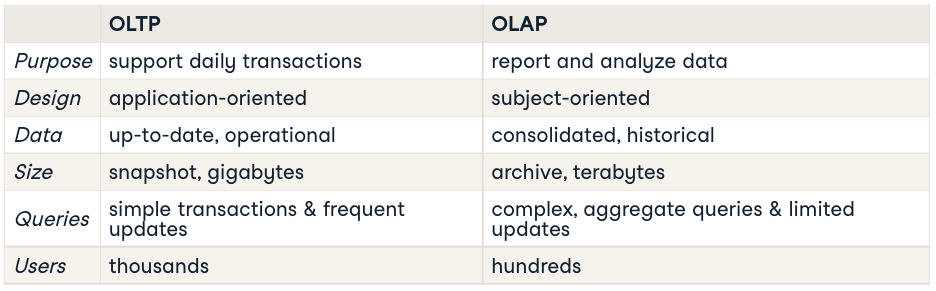 OLTP OLAP
Purpose support daily transactions report and analyze data
Design application-oriented subject-oriented
Data up-to-date, operational consolidated, historical
Size snapshot, gigabytes archive, terabytes
Queries simple transactions & frequent updates complex, aggregate queries & limited updates
Users thousands hundreds